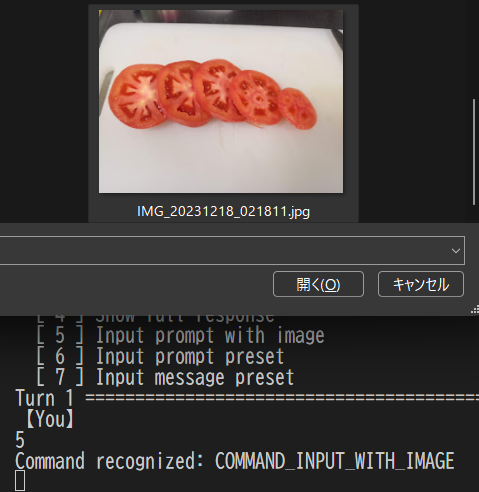 IMG_20231218_021811.jpg
開く(O)
キャンセル
[ 4 ] Show full response
[ 5 ] Input prompt with image
[ 6 ] Input prompt preset
[ 7 ] Input message preset
Turn 1 ========================================
【You】
5
Command recognized: COMMAND_INPUT_WITH_IMAGE